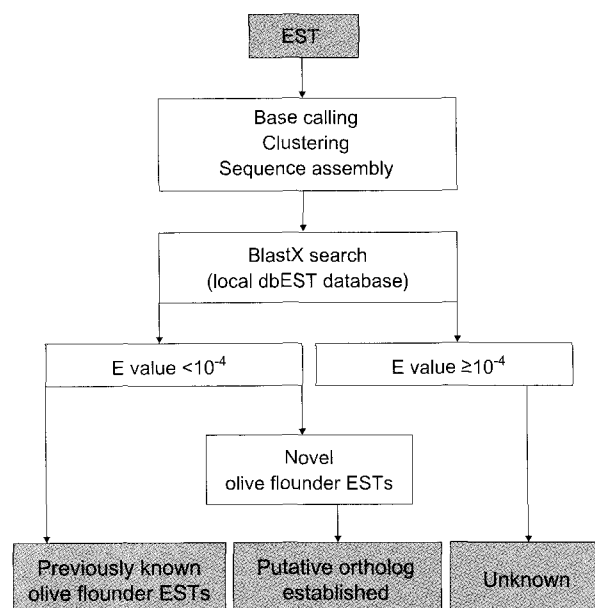 EST
Base calling
Clustering
Sequence assembly
BlastX search
(local dbEST database)
E value <10⁻⁴
E value ≥10⁻⁴
Novel
olive flounder ESTs
Previously known
olive flounder ESTs
Putative ortholog
established
Unknown